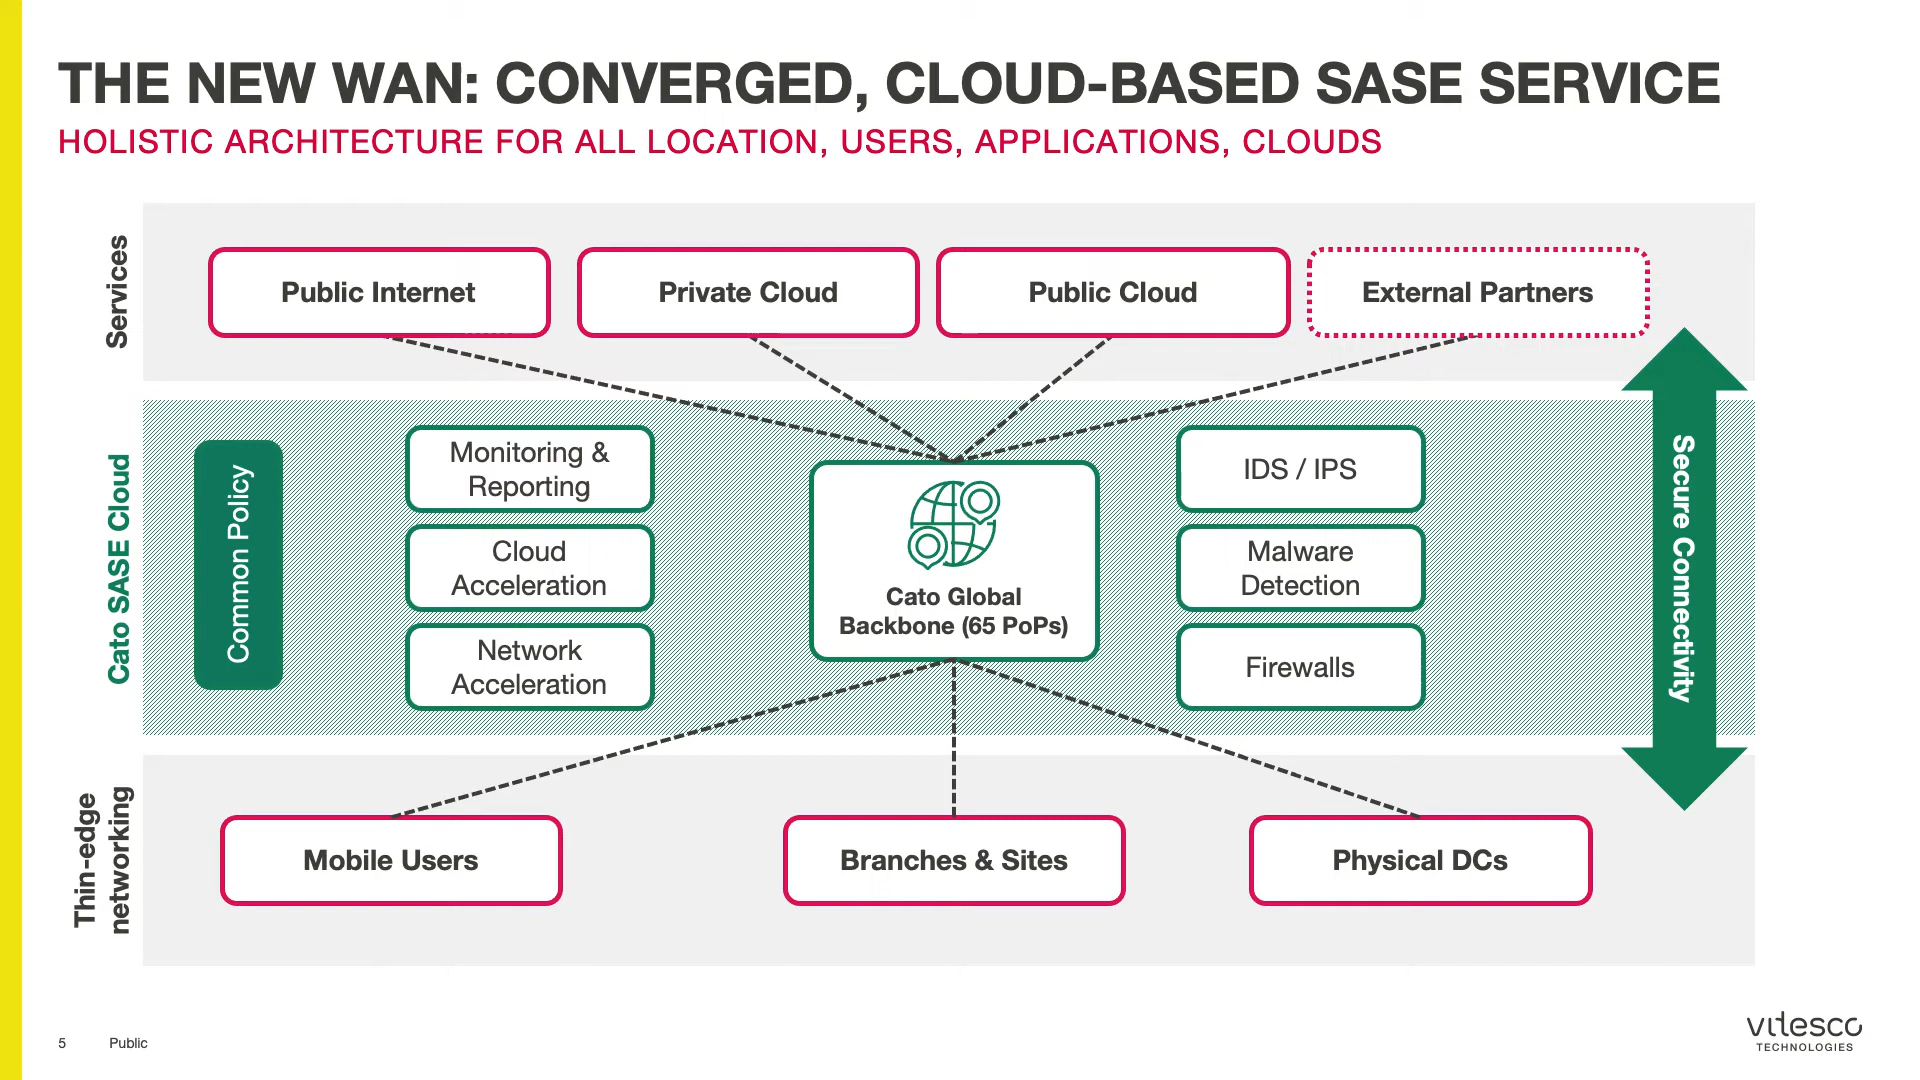 THE NEW WAN: CONVERGED, CLOUD-BASED SASE SERVICE
HOLISTIC ARCHITECTURE FOR ALL LOCATION, USERS, APPLICATIONS, CLOUDS
Services
Public Internet
Private Cloud
Public Cloud
External Partners
Cato SASE Cloud
Common Policy
Monitoring &
Reporting
Cloud
Acceleration
Network
Acceleration
Cato Global
Backbone (65 PoPs)
IDS / IPS
Malware
Detection
Firewalls
Secure Connectivity
Thin-edge
networking
Mobile Users
Branches & Sites
Physical DCs
5
Public
vitesco
TECHNOLOGIES